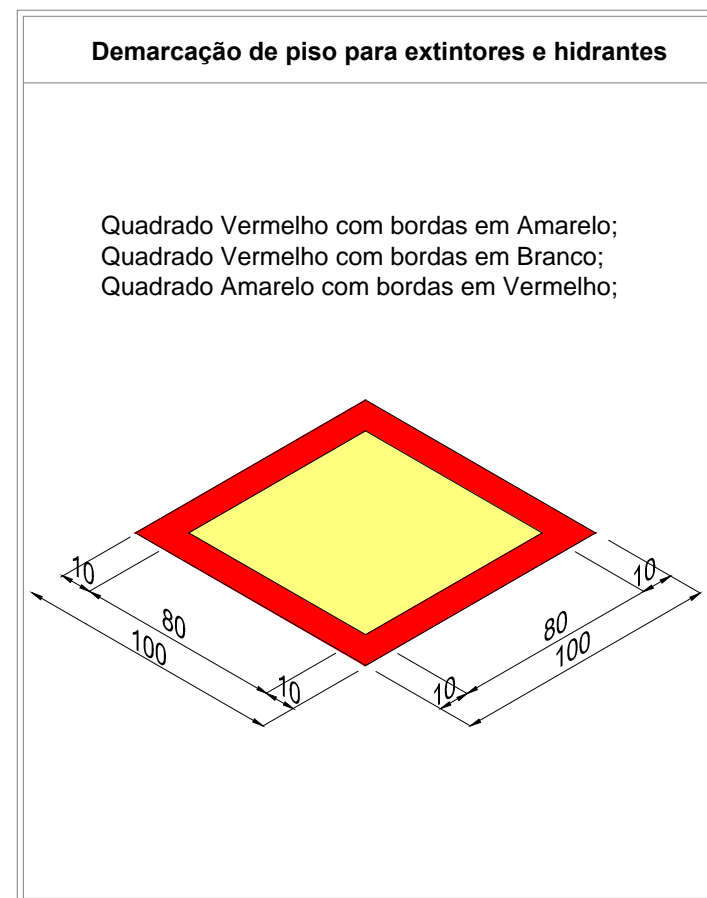 Demarcação de piso para extintores e hidrantes
Quadrado Vermelho com bordas em Amarelo;
Quadrado Vermelho com bordas em Branco;
Quadrado Amarelo com bordas em Vermelho;
10
80
100
10
10
80
100
10